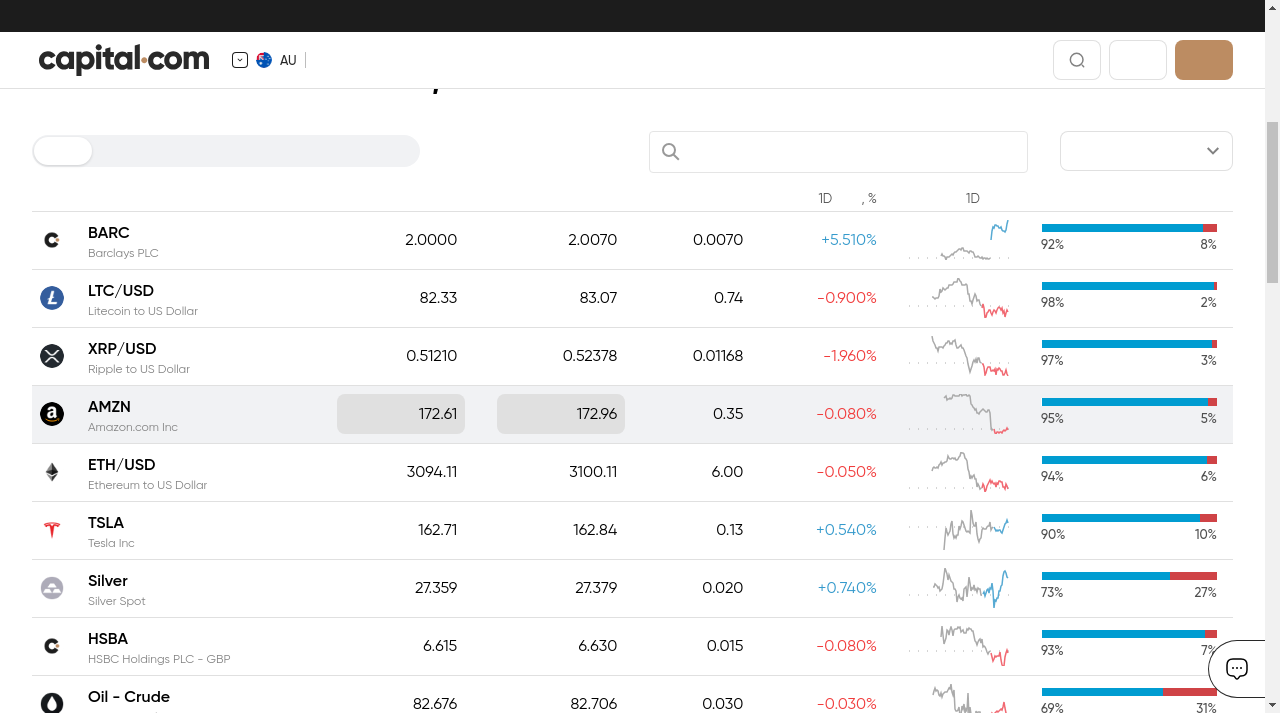 capital.com
AU
1D , % 1D
BARC
Barclays PLC
2.0000 2.0070 0.0070 +5.510%
92% 8%
LTC/USD
Litecoin to US Dollar
82.33 83.07 0.74 -0.900%
98% 2%
XRP/USD
Ripple to US Dollar
0.51210 0.52378 0.01168 -1.960%
97% 3%
AMZN
Amazon.com Inc
172.61 172.96 0.35 -0.080%
95% 5%
ETH/USD
Ethereum to US Dollar
3094.11 3100.11 6.00 -0.050%
94% 6%
TSLA
Tesla Inc
162.71 162.84 0.13 +0.540%
90% 10%
Silver
Silver Spot
27.359 27.379 0.020 +0.740%
73% 27%
HSBA
HSBC Holdings PLC - GBP
6.615 6.630 0.015 -0.080%
93% 7%
Oil - Crude
82.676 82.706 0.030 -0.030%
69% 31%